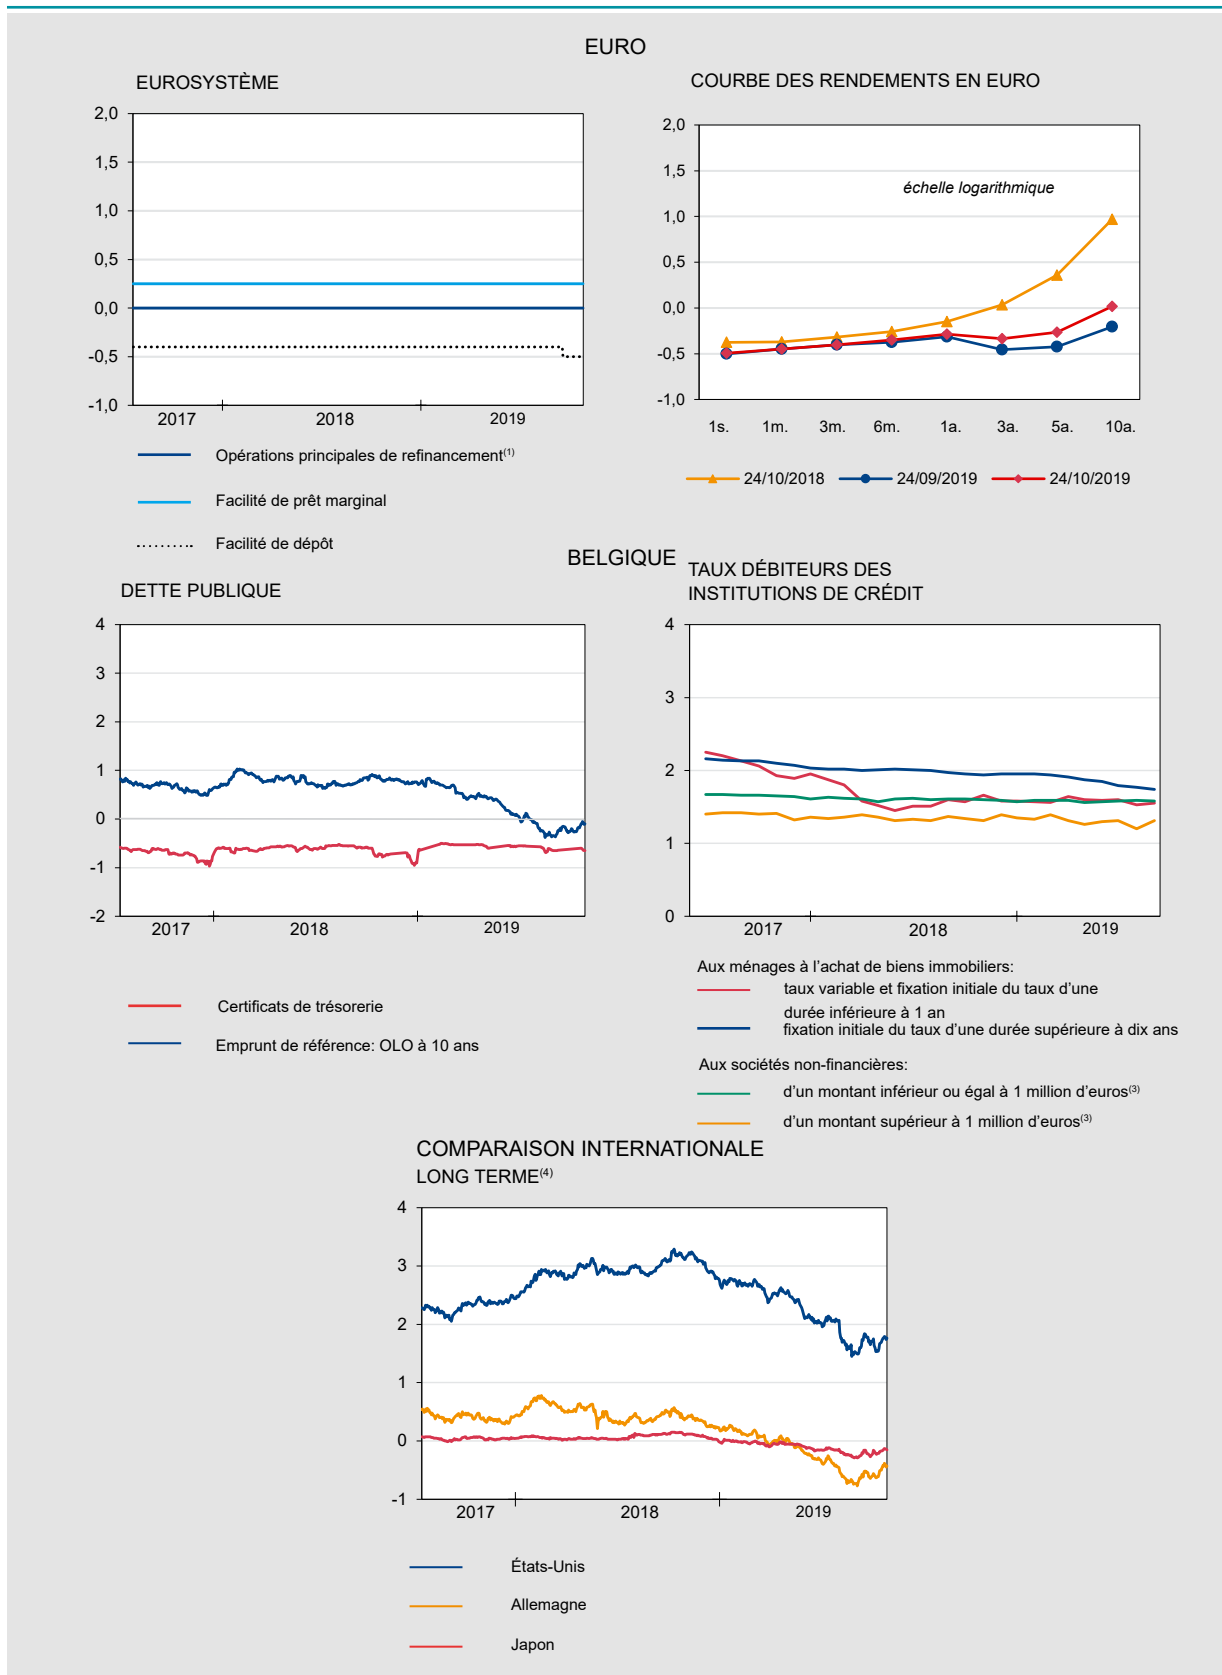 EURO
EUROSYSTÈME
2,0
1,5
1,0
0,5
0,0
-0,5
-1,0
2017 2018 2019
Opérations principales de refinancement(1)
Facilité de prêt marginal
Facilité de dépôt
COURBE DES RENDEMENTS EN EURO
2,0
1,5
1,0
0,5
0,0
-0,5
-1,0
échelle logarithmique
1s. 1m. 3m. 6m. 1a. 3a. 5a. 10a.
24/10/2018 24/09/2019 24/10/2019
BELGIQUE
DETTE PUBLIQUE
4
3
2
1
0
-1
-2
2017 2018 2019
Certificats de trésorerie
Emprunt de référence: OLO à 10 ans
TAUX DÉBITEURS DES
INSTITUTIONS DE CRÉDIT
4
3
2
1
0
2017 2018 2019
Aux ménages à l’achat de biens immobiliers:
taux variable et fixation initiale du taux d’une
durée inférieure à 1 an
fixation initiale du taux d’une durée supérieure à dix ans
Aux sociétés non-financières:
d’un montant inférieur ou égal à 1 million d’euros(3)
d’un montant supérieur à 1 million d’euros(3)
COMPARAISON INTERNATIONALE
LONG TERME(4)
4
3
2
1
0
-1
2017 2018 2019
États-Unis
Allemagne
Japon